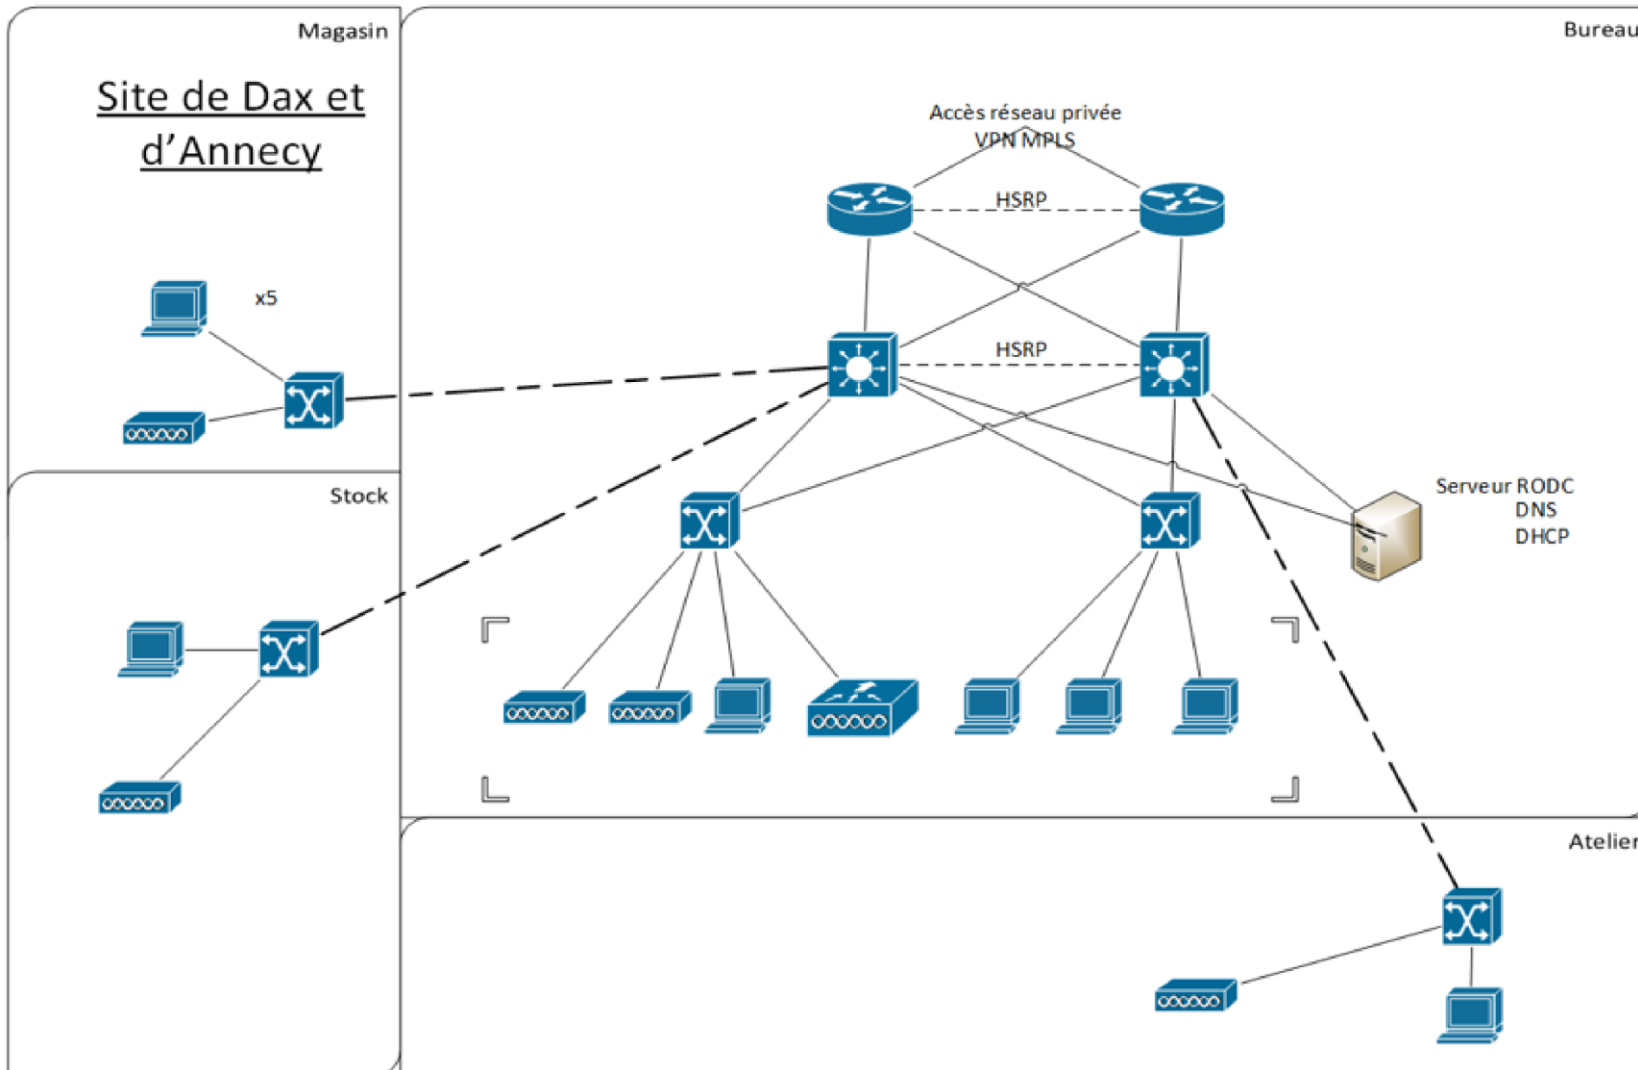 Magasin
Bureau
Site de Dax et
d'Annecy
Accès réseau privée
VPN MPLS
HSRP
x5
HSRP
Stock
Serveur RODC
DNS
DHCP
Atelier